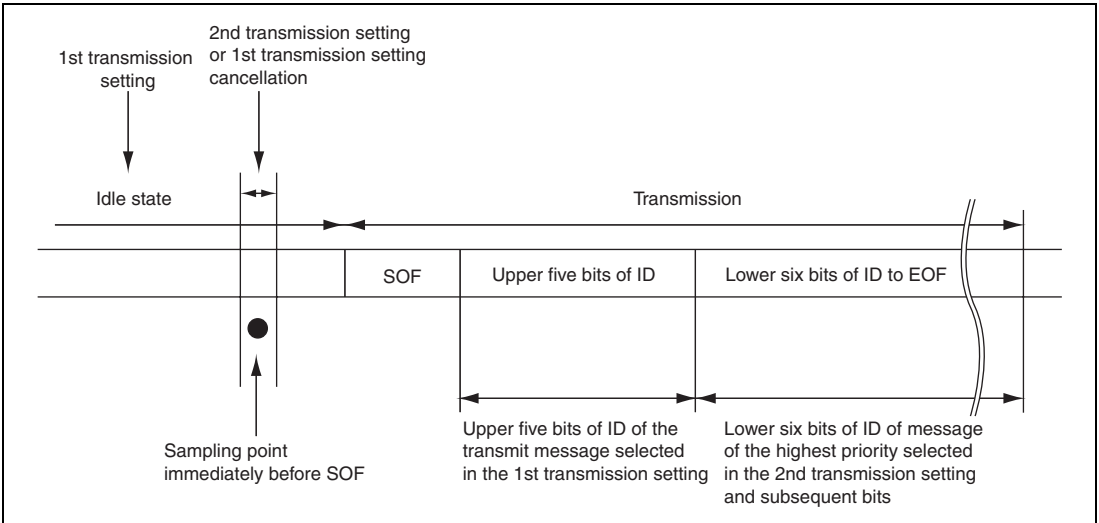 2nd transmission setting
or 1st transmission setting
cancellation
1st transmission
setting
Idle state
Transmission
SOF
Upper five bits of ID
Lower six bits of ID to EOF
Sampling point
immediately before SOF
Upper five bits of ID of the
transmit message selected
in the 1st transmission setting
Lower six bits of ID of message
of the highest priority selected
in the 2nd transmission setting
and subsequent bits